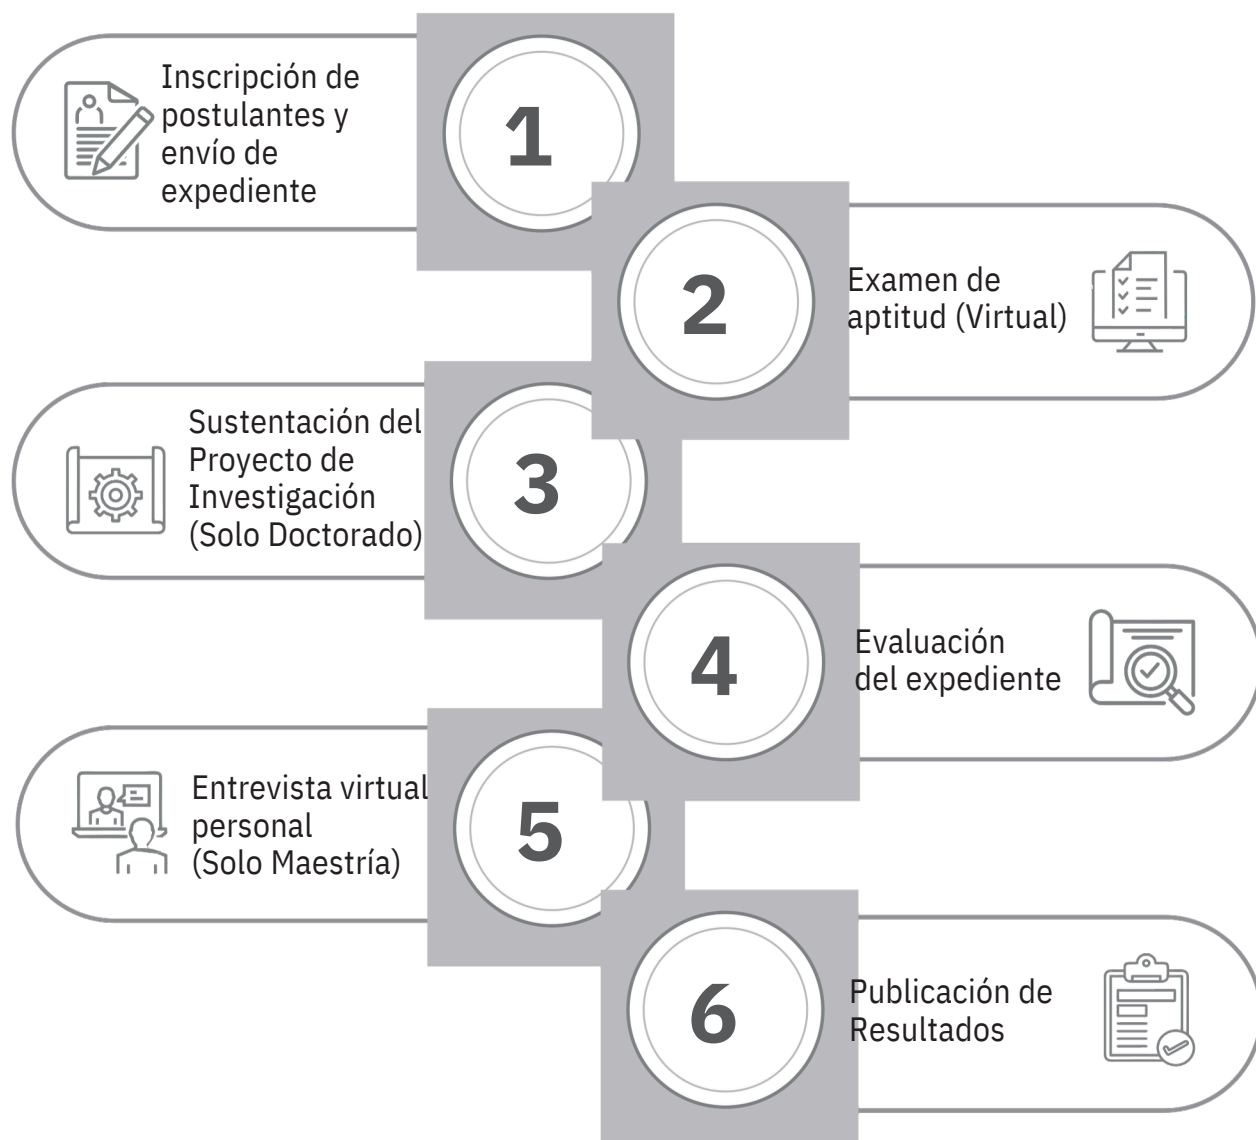 Inscripción de
postulantes y
envío de
expediente
1
2
Examen de
aptitud (Virtual)
Sustentación del
Proyecto de
Investigación
(Solo Doctorado)
3
4
Evaluación
del expediente
Entrevista virtual
personal
(Solo Maestría)
5
6
Publicación de
Resultados